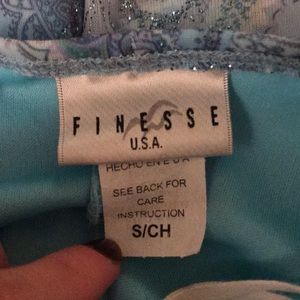 FINESSE
U.S.A.
HECHO EN E U A
SEE BACK FOR
CARE
INSTRUCTION
S/CH